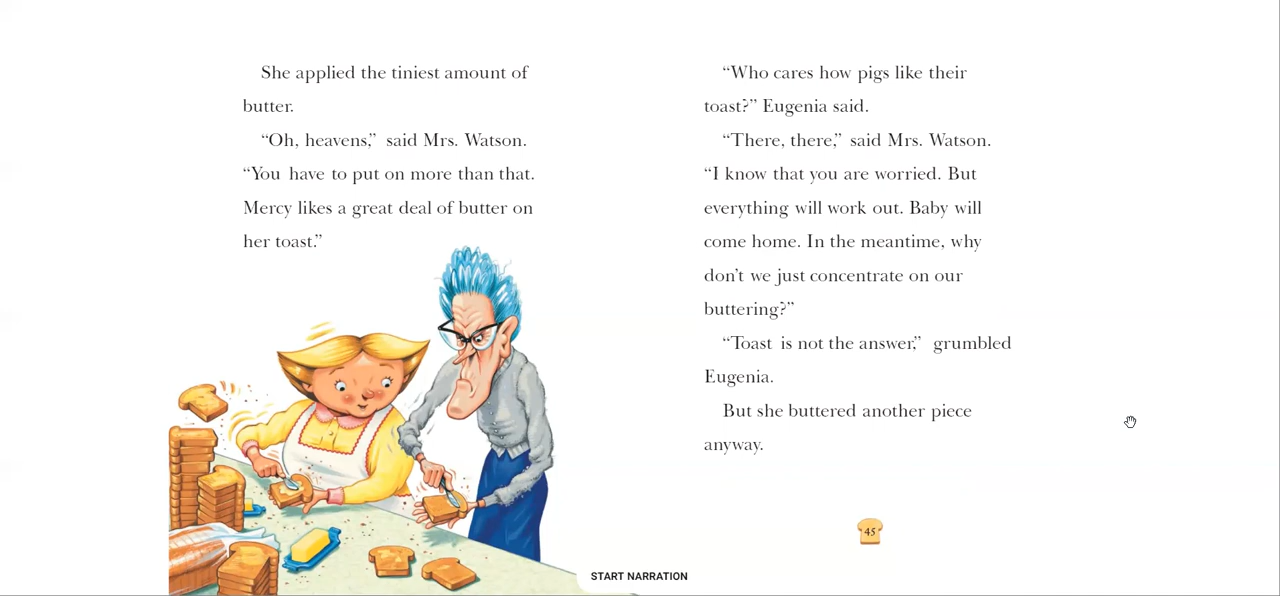 She applied the tiniest amount of
butter.
“Oh, heavens,” said Mrs. Watson.
“You have to put on more than that.
Mercy likes a great deal of butter on
her toast.”
“Who cares how pigs like their
toast?” Eugenia said.
“There, there,” said Mrs. Watson.
“I know that you are worried. But
everything will work out. Baby will
come home. In the meantime, why
don’t we just concentrate on our
buttering?”
“Toast is not the answer,” grumbled
Eugenia.
But she buttered another piece
anyway.
45
START NARRATION